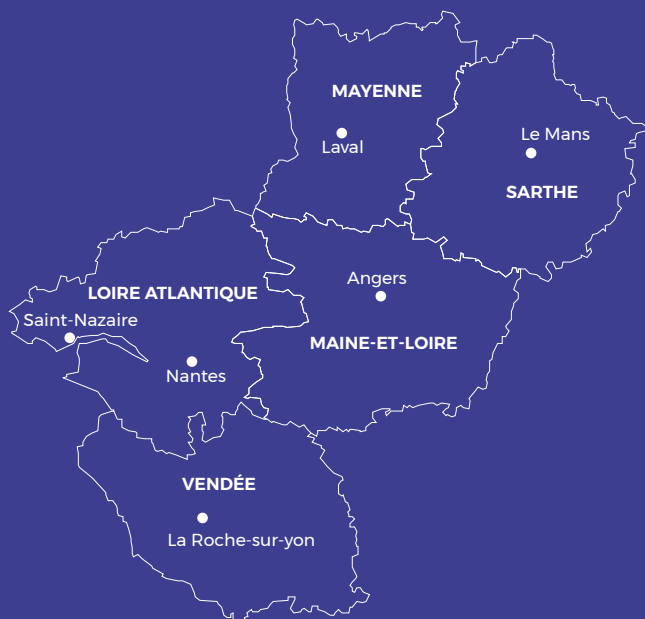 MAYENNE
Le Mans
Laval
SARTHE
Angers
LOIRE ATLANTIQUE
Saint-Nazaire
MAINE-ET-LOIRE
Nantes
VENDÉE
La Roche-sur-yon